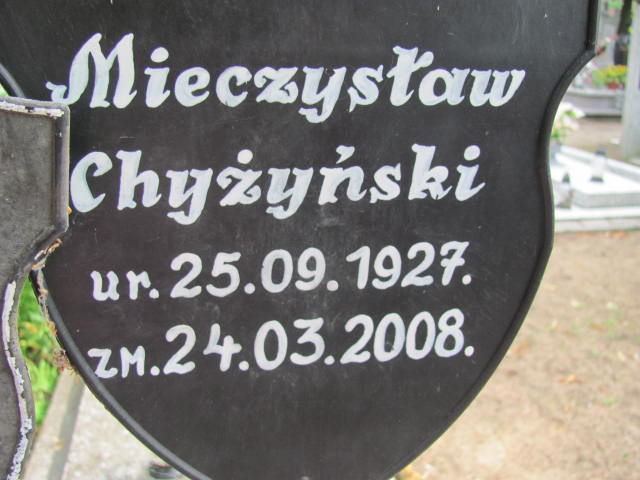 Mieczysław
Chyżyński
ur. 25.09.1927.
zm. 24.03.2008.